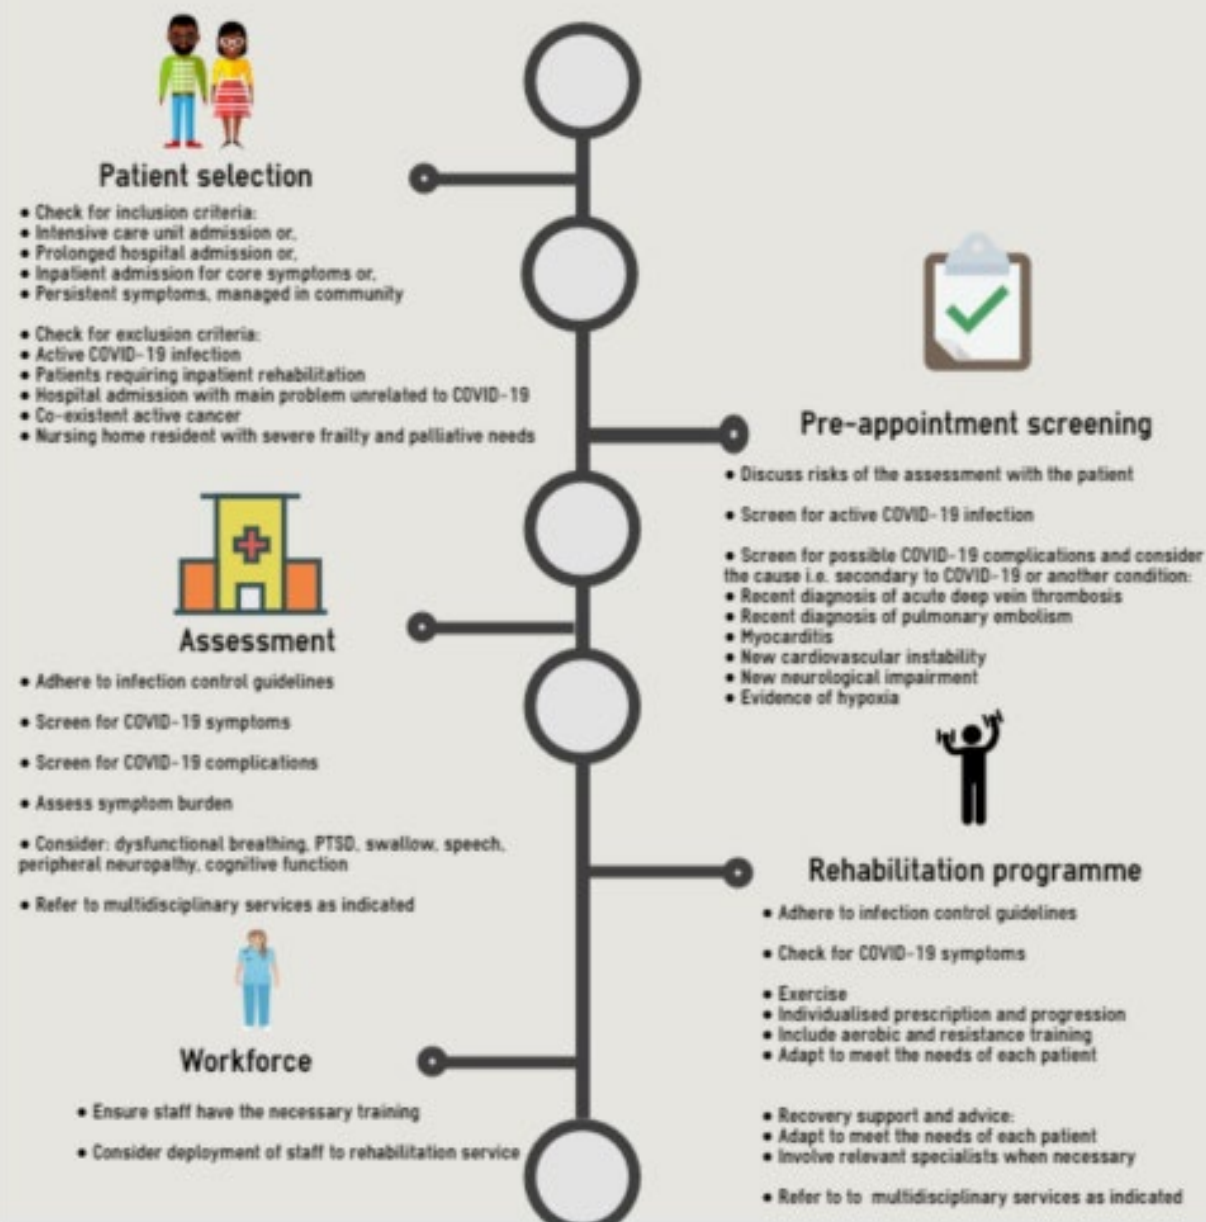 Patient selection
• Check for inclusion criteria:
• Intensive care unit admission or,
• Prolonged hospital admission or,
• Inpatient admission for core symptoms or,
• Persistent symptoms, managed in community
• Check for exclusion criteria:
• Active COVID-19 infection
• Patients requiring inpatient rehabilitation
• Hospital admission with main problem unrelated to COVID-19
• Co-existent active cancer
• Nursing home resident with severe frailty and palliative needs
Pre-appointment screening
• Discuss risks of the assessment with the patient
• Screen for active COVID-19 infection
• Screen for possible COVID-19 complications and consider
the cause i.e. secondary to COVID-19 or another condition:
• Recent diagnosis of acute deep vein thrombosis
• Recent diagnosis of pulmonary embolism
• Myocarditis
• New cardiovascular instability
• New neurological impairment
• Evidence of hypoxia
Assessment
• Adhere to infection control guidelines
• Screen for COVID-19 symptoms
• Screen for COVID-19 complications
• Assess symptom burden
• Consider: dysfunctional breathing, PTSD, swallow, speech,
peripheral neuropathy, cognitive function
• Refer to multidisciplinary services as indicated
Rehabilitation programme
• Adhere to infection control guidelines
• Check for COVID-19 symptoms
• Exercise
• Individualised prescription and progression
• Include aerobic and resistance training
• Adapt to meet the needs of each patient
• Recovery support and advice:
• Adapt to meet the needs of each patient
• Involve relevant specialists when necessary
• Refer to to multidisciplinary services as indicated
Workforce
• Ensure staff have the necessary training
• Consider deployment of staff to rehabilitation service